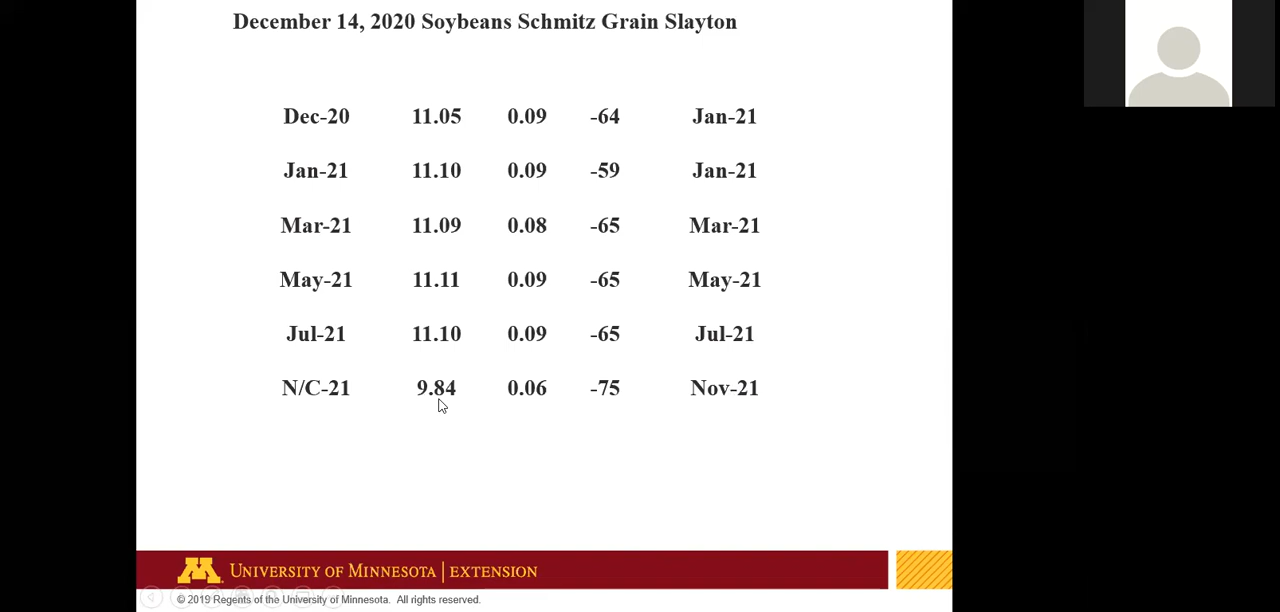 December 14, 2020 Soybeans Schmitz Grain Slayton
Dec-20 11.05 0.09 -64 Jan-21
Jan-21 11.10 0.09 -59 Jan-21
Mar-21 11.09 0.08 -65 Mar-21
May-21 11.11 0.09 -65 May-21
Jul-21 11.10 0.09 -65 Jul-21
N/C-21 9.84 0.06 -75 Nov-21
M UNIVERSITY OF MINNESOTA | EXTENSION
© 2019 Regents of the University of Minnesota. All rights reserved.